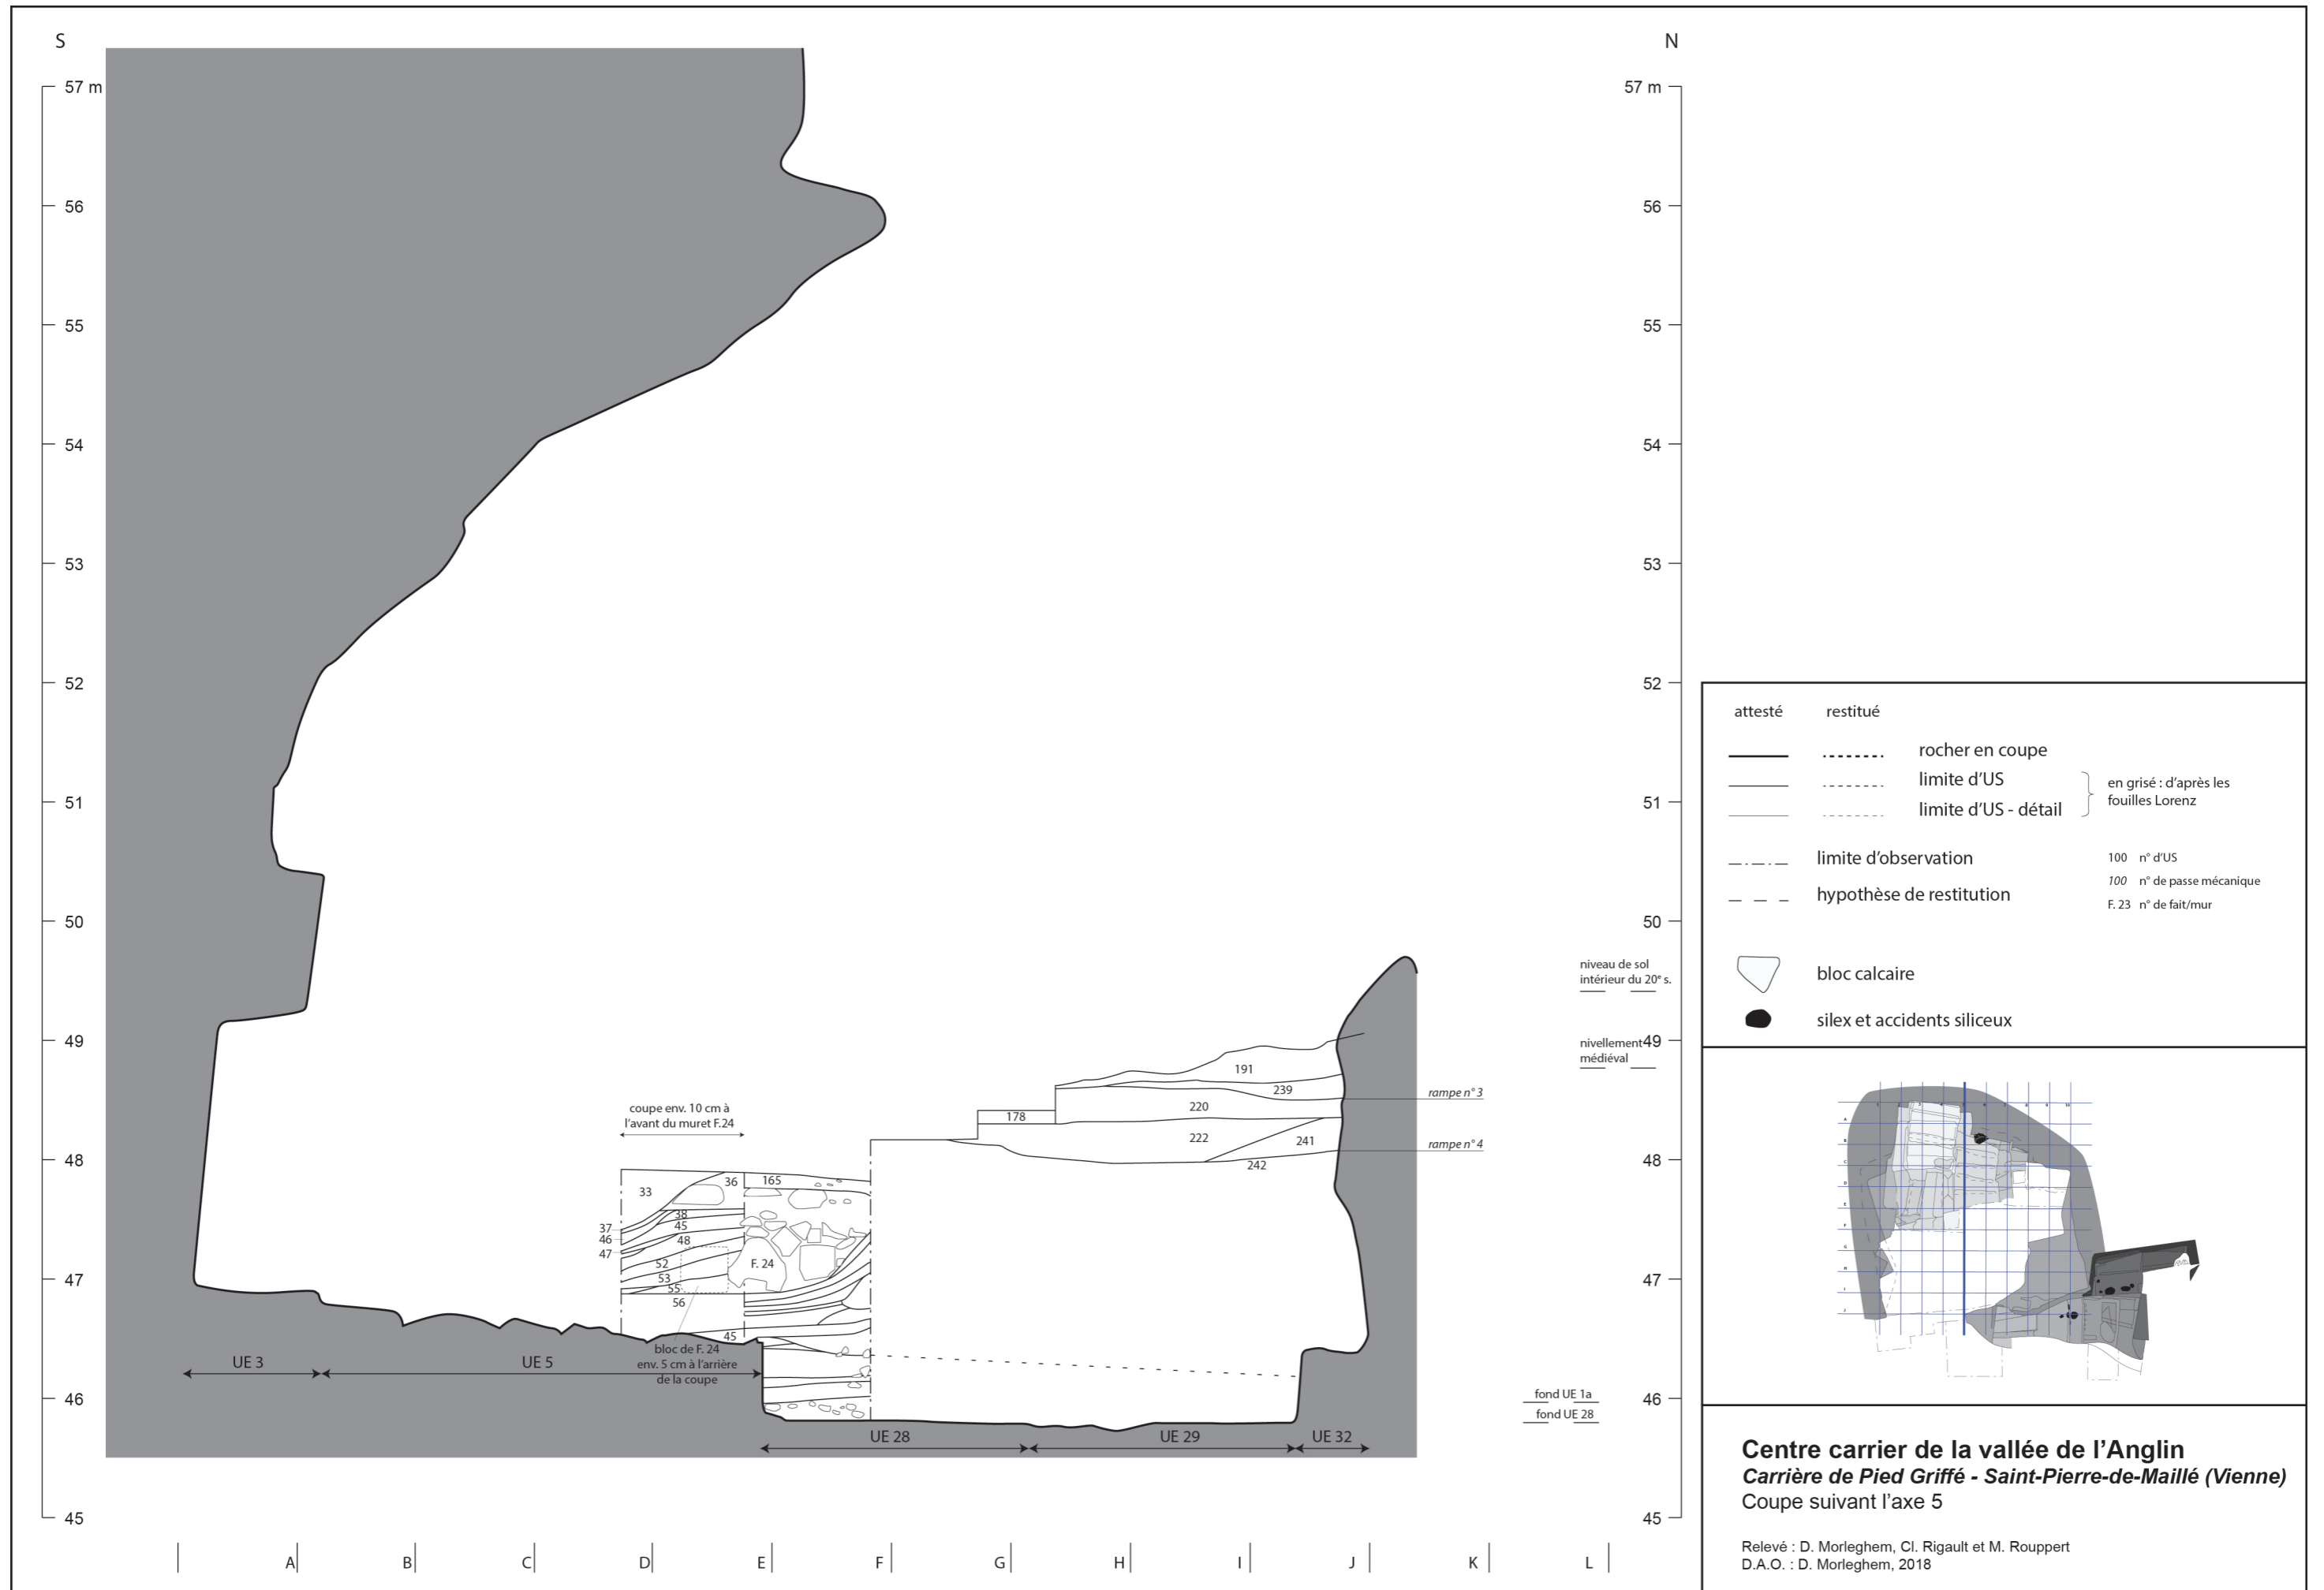 S
N
57 m
57 m
56
56
55
55
54
54
53
53
52
52
51
51
50
50
49
49
48
48
47
47
46
46
45
45
niveau de sol
intérieur du 20e s.
nivellement
médiéval
rampe n° 3
rampe n° 4
191
239
220
178
222
241
242
coupe env. 10 cm à
l'avant du muret F.24
33
36
165
38
45
37
46
47
48
52
53
55
56
F. 24
45
bloc de F. 24
env. 5 cm à l'arrière
de la coupe
UE 3
UE 5
UE 28
UE 29
UE 32
fond UE 1a
fond UE 28
A
B
C
D
E
F
G
H
I
J
K
L
attesté restitué
rocher en coupe
limite d'US
limite d'US - détail
en grisé : d'après les
fouilles Lorenz
limite d'observation
hypothèse de restitution
100 n° d'US
100 n° de passe mécanique
F. 23 n° de fait/mur
bloc calcaire
silex et accidents siliceux
Centre carrier de la vallée de l'Anglin
Carrière de Pied Griffé - Saint-Pierre-de-Maillé (Vienne)
Coupe suivant l'axe 5
Relevé : D. Morleghem, Cl. Rigault et M. Rouppert
D.A.O. : D. Morleghem, 2018